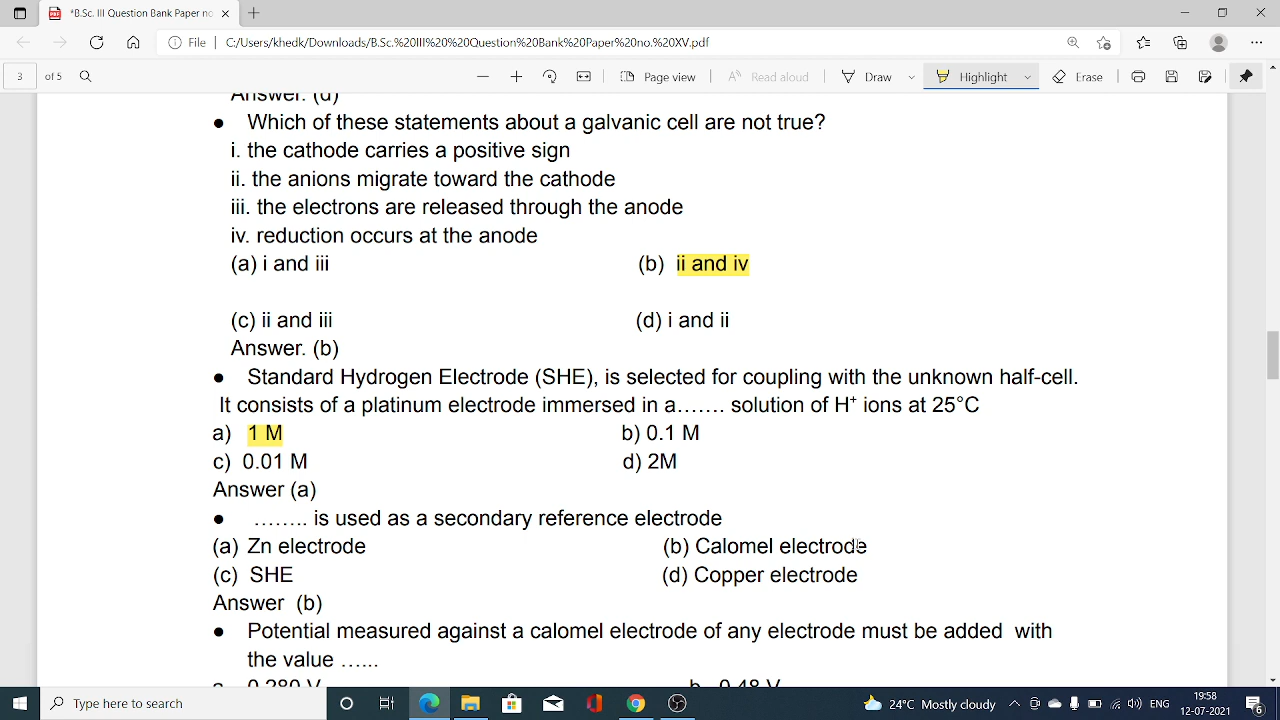 *B.Sc. III Question Bank Paper no
File | C:/Users/khedk/Downloads/B.Sc.%20III%20%20Question%20Bank%20Paper%20no.%20XV.pdf
3 of 5 Page view Read aloud Draw Highlight Erase
Answer. (d)
● Which of these statements about a galvanic cell are not true?
i. the cathode carries a positive sign
ii. the anions migrate toward the cathode
iii. the electrons are released through the anode
iv. reduction occurs at the anode
(a) i and iii (b) ii and iv
(c) ii and iii (d) i and ii
Answer. (b)
● Standard Hydrogen Electrode (SHE), is selected for coupling with the unknown half-cell.
It consists of a platinum electrode immersed in a……. solution of H⁺ ions at 25°C
a) 1 M b) 0.1 M
c) 0.01 M d) 2M
Answer (a)
● …….. is used as a secondary reference electrode
(a) Zn electrode (b) Calomel electrode
(c) SHE (d) Copper electrode
Answer (b)
● Potential measured against a calomel electrode of any electrode must be added with
the value …...
a 0.280 V b 0.48 V
Type here to search 24°C Mostly cloudy ENG 19:58
12-07-2021 6